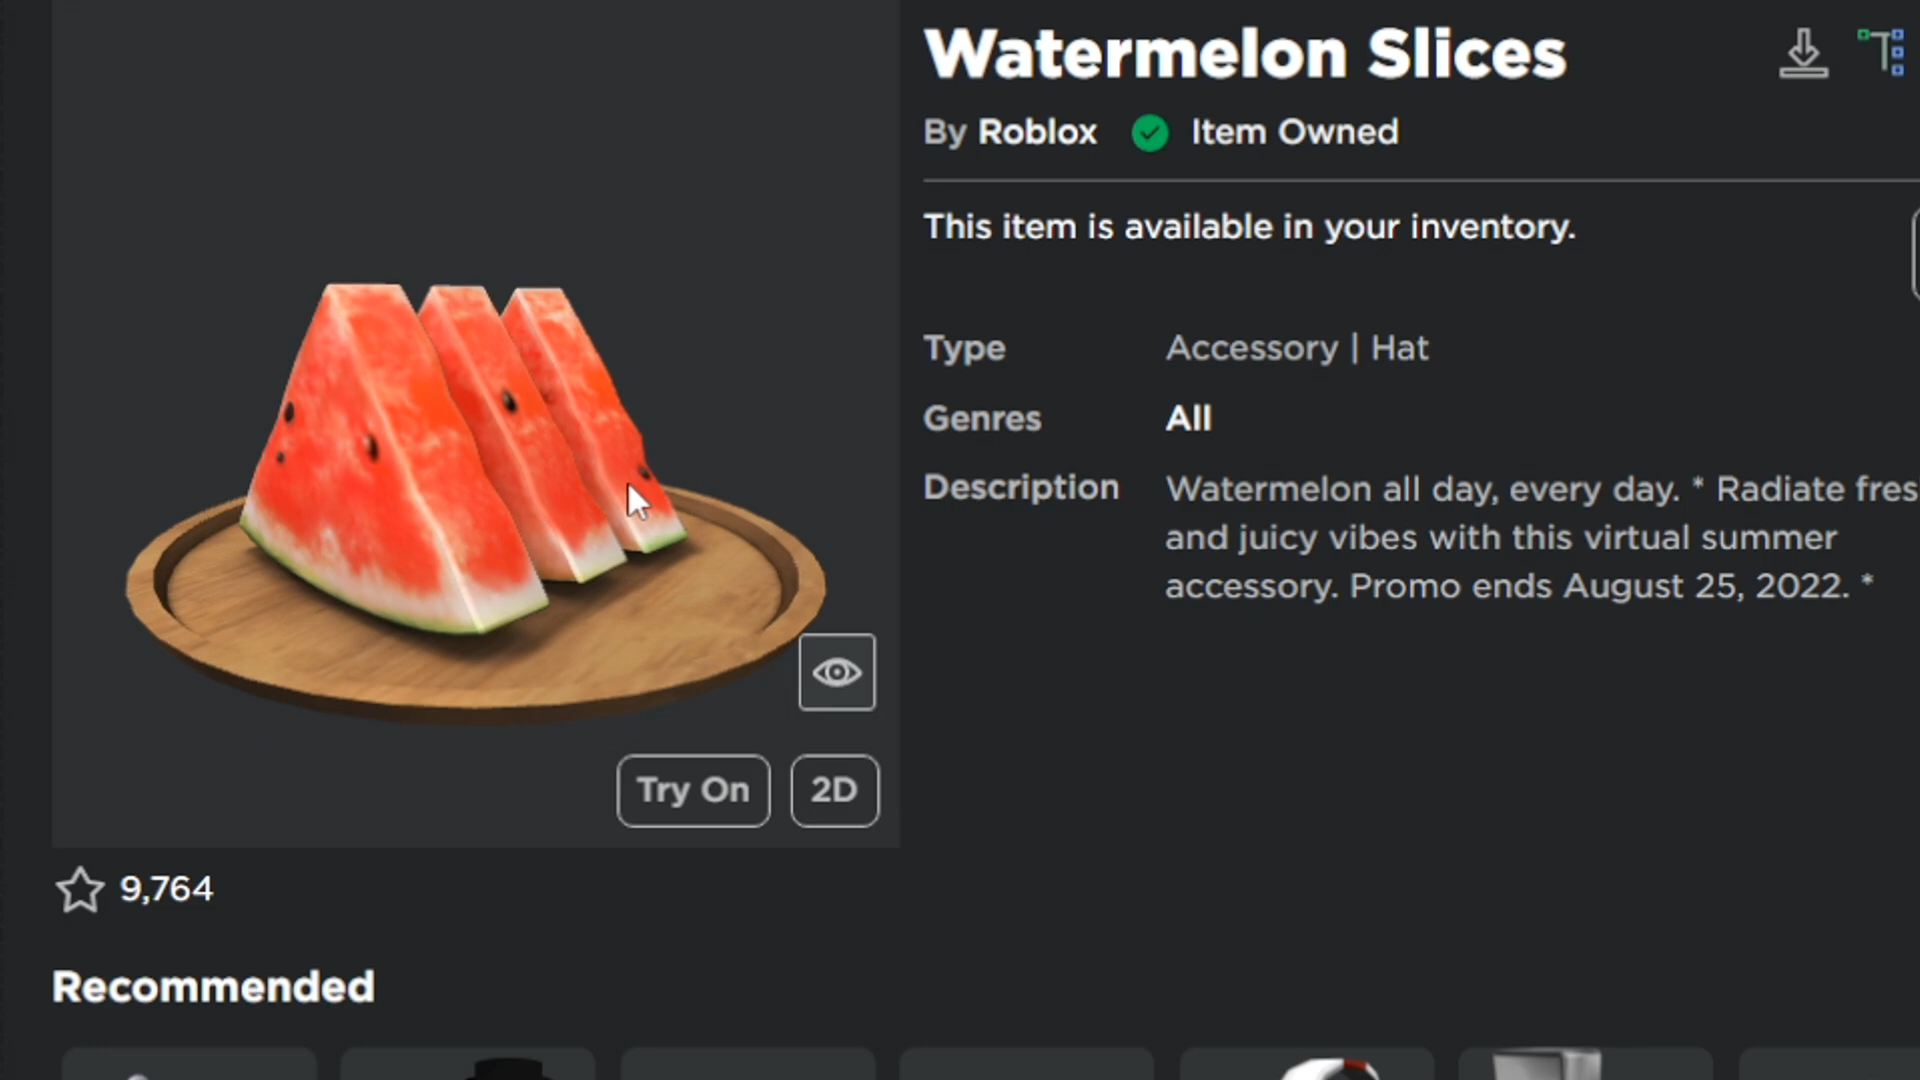 Watermelon Slices
By Roblox Item Owned
This item is available in your inventory.
Type Accessory | Hat
Genres All
Description Watermelon all day, every day. * Radiate fres
and juicy vibes with this virtual summer
accessory. Promo ends August 25, 2022. *
Try On 2D
9,764
Recommended